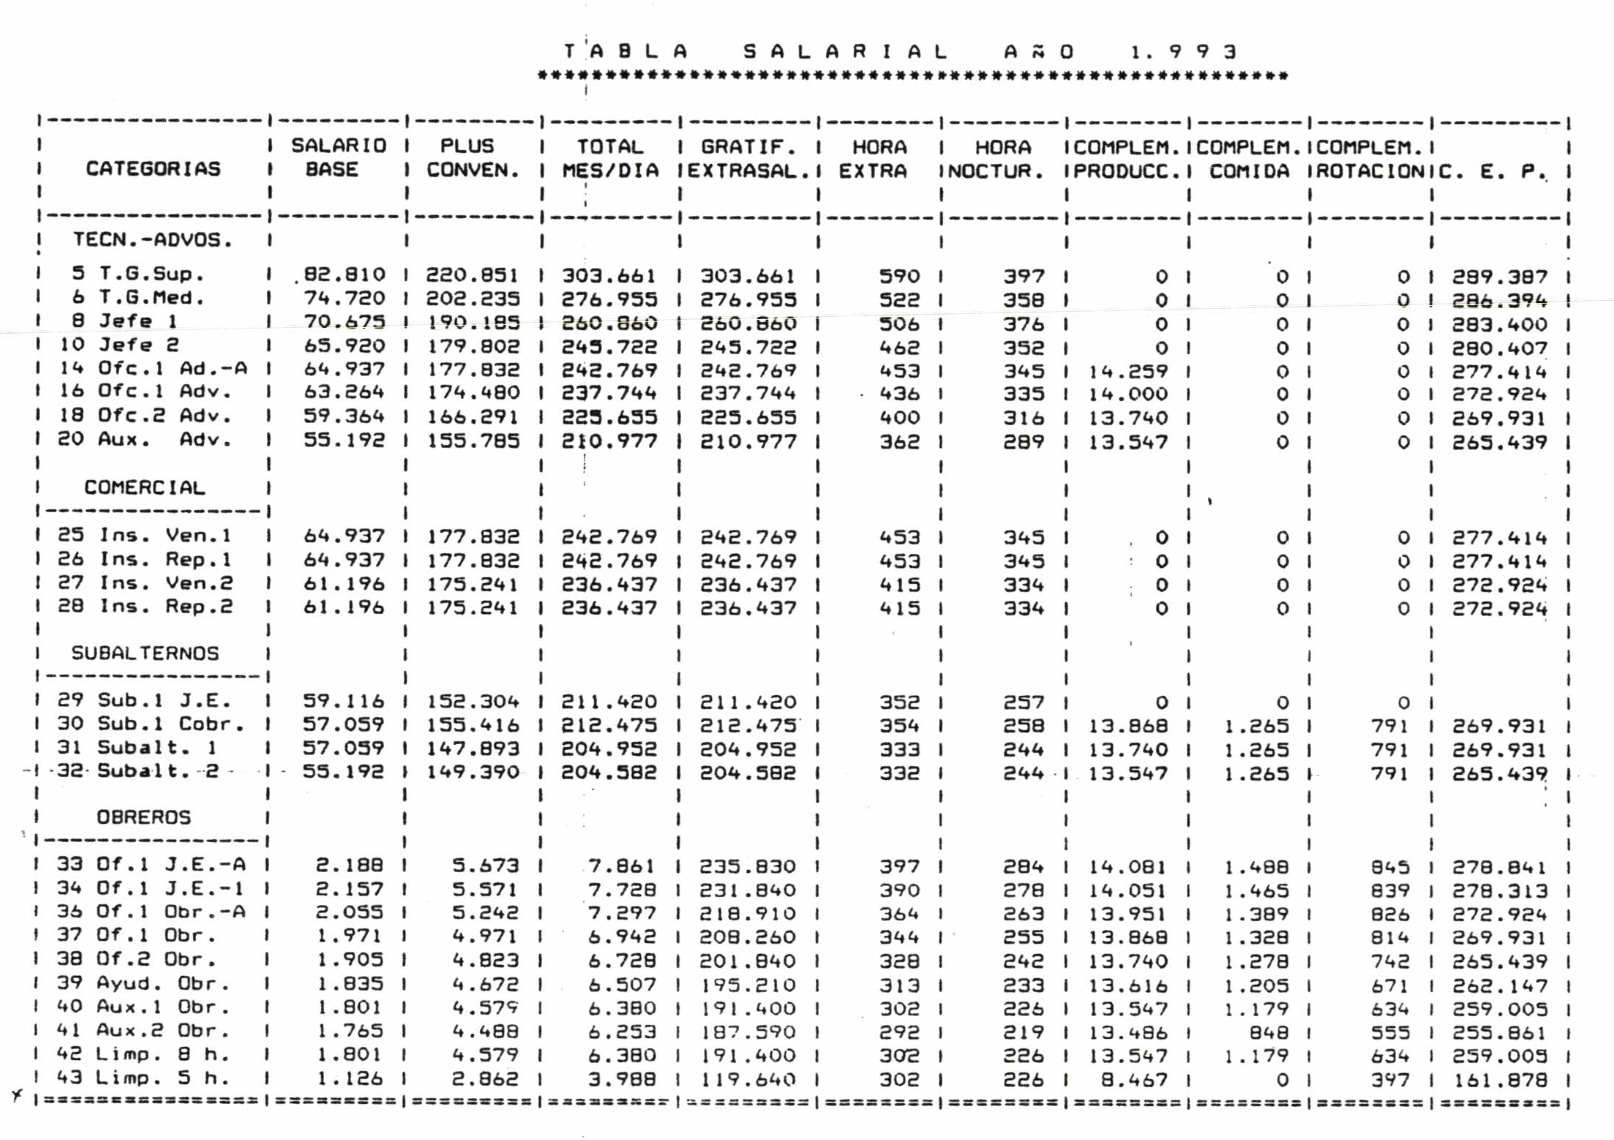 TABLA SALARIAL AÑO 1.993
************************************************************
|----------------|----------|---------|---------|---------|--------|--------|--------|--------|--------|---------|
| | SALARIO | PLUS | TOTAL | GRATIF. | HORA | HORA |COMPLEM.|COMPLEM.|COMPLEM.| |
| CATEGORIAS | BASE | CONVEN. | MES/DIA |EXTRASAL.| EXTRA |NOCTUR. |PRODUCC.| COMIDA |ROTACION|C. E. P. |
|----------------|----------|---------|---------|---------|--------|--------|--------|--------|--------|---------|
| TECN.-ADVOS. | | | | | | | | | | |
| 5 T.G.Sup. | 82.810 | 220.851 | 303.661 | 303.661 | 590 | 397 | 0 | 0 | 0 | 289.387 |
| 6 T.G.Med. | 74.720 | 202.235 | 276.955 | 276.955 | 522 | 358 | 0 | 0 | 0 | 286.394 |
| 8 Jefe 1 | 70.675 | 190.185 | 260.860 | 260.860 | 506 | 376 | 0 | 0 | 0 | 283.400 |
| 10 Jefe 2 | 65.920 | 179.802 | 245.722 | 245.722 | 462 | 352 | 0 | 0 | 0 | 280.407 |
| 14 Ofc.1 Ad.-A | 64.937 | 177.832 | 242.769 | 242.769 | 453 | 345 | 14.259 | 0 | 0 | 277.414 |
| 16 Ofc.1 Adv. | 63.264 | 174.480 | 237.744 | 237.744 | 436 | 335 | 14.000 | 0 | 0 | 272.924 |
| 18 Ofc.2 Adv. | 59.364 | 166.291 | 225.655 | 225.655 | 400 | 316 | 13.740 | 0 | 0 | 269.931 |
| 20 Aux. Adv. | 55.192 | 155.785 | 210.977 | 210.977 | 362 | 289 | 13.547 | 0 | 0 | 265.439 |
| COMERCIAL | | | | | | | | | | |
|----------------|
| 25 Ins. Ven.1 | 64.937 | 177.832 | 242.769 | 242.769 | 453 | 345 | 0 | 0 | 0 | 277.414 |
| 26 Ins. Rep.1 | 64.937 | 177.832 | 242.769 | 242.769 | 453 | 345 | 0 | 0 | 0 | 277.414 |
| 27 Ins. Ven.2 | 61.196 | 175.241 | 236.437 | 236.437 | 415 | 334 | 0 | 0 | 0 | 272.924 |
| 28 Ins. Rep.2 | 61.196 | 175.241 | 236.437 | 236.437 | 415 | 334 | 0 | 0 | 0 | 272.924 |
| SUBALTERNOS | | | | | | | | | | |
|----------------|
| 29 Sub.1 J.E. | 59.116 | 152.304 | 211.420 | 211.420 | 352 | 257 | 0 | 0 | 0 | |
| 30 Sub.1 Cobr. | 57.059 | 155.416 | 212.475 | 212.475 | 354 | 258 | 13.868 | 1.265 | 791 | 269.931 |
| 31 Subalt. 1 | 57.059 | 147.893 | 204.952 | 204.952 | 333 | 244 | 13.740 | 1.265 | 791 | 269.931 |
| 32 Subalt. 2 | 55.192 | 149.390 | 204.582 | 204.582 | 332 | 244 | 13.547 | 1.265 | 791 | 265.439 |
| OBREROS | | | | | | | | | | |
|----------------|
| 33 Of.1 J.E.-A | 2.188 | 5.673 | 7.861 | 235.830 | 397 | 284 | 14.081 | 1.488 | 845 | 278.841 |
| 34 Of.1 J.E.-1 | 2.157 | 5.571 | 7.728 | 231.840 | 390 | 278 | 14.051 | 1.465 | 839 | 278.313 |
| 36 Of.1 Obr.-A | 2.055 | 5.242 | 7.297 | 218.910 | 364 | 263 | 13.951 | 1.389 | 826 | 272.924 |
| 37 Of.1 Obr. | 1.971 | 4.971 | 6.942 | 208.260 | 344 | 255 | 13.868 | 1.328 | 814 | 269.931 |
| 38 Of.2 Obr. | 1.905 | 4.823 | 6.728 | 201.840 | 328 | 242 | 13.740 | 1.278 | 742 | 265.439 |
| 39 Ayud. Obr. | 1.835 | 4.672 | 6.507 | 195.210 | 313 | 233 | 13.616 | 1.205 | 671 | 262.147 |
| 40 Aux.1 Obr. | 1.801 | 4.579 | 6.380 | 191.400 | 302 | 226 | 13.547 | 1.179 | 634 | 259.005 |
| 41 Aux.2 Obr. | 1.765 | 4.488 | 6.253 | 187.590 | 292 | 219 | 13.486 | 848 | 555 | 255.861 |
| 42 Limp. 8 h. | 1.801 | 4.579 | 6.380 | 191.400 | 302 | 226 | 13.547 | 1.179 | 634 | 259.005 |
| 43 Limp. 5 h. | 1.126 | 2.862 | 3.988 | 119.640 | 302 | 226 | 8.467 | 0 | 397 | 161.878 |
|================|==========|=========|=========|=========|========|========|========|========|========|=========|